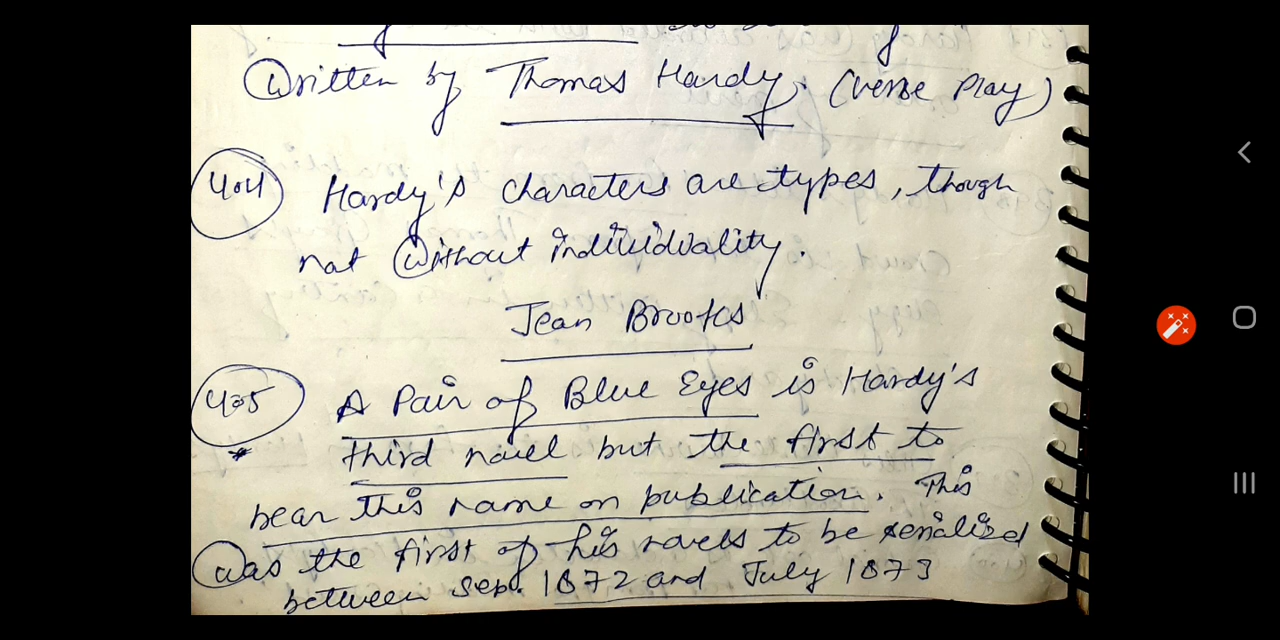 Written by Thomas Hardy. (verse Play)
404 Hardy's characters are types, though
not without individuality.
Jean Brooks
405 A Pair of Blue Eyes is Hardy's
third novel but the first to
bear this name on publication. This
was the first of his novels to be serialized
between Sep. 1872 and July 1873